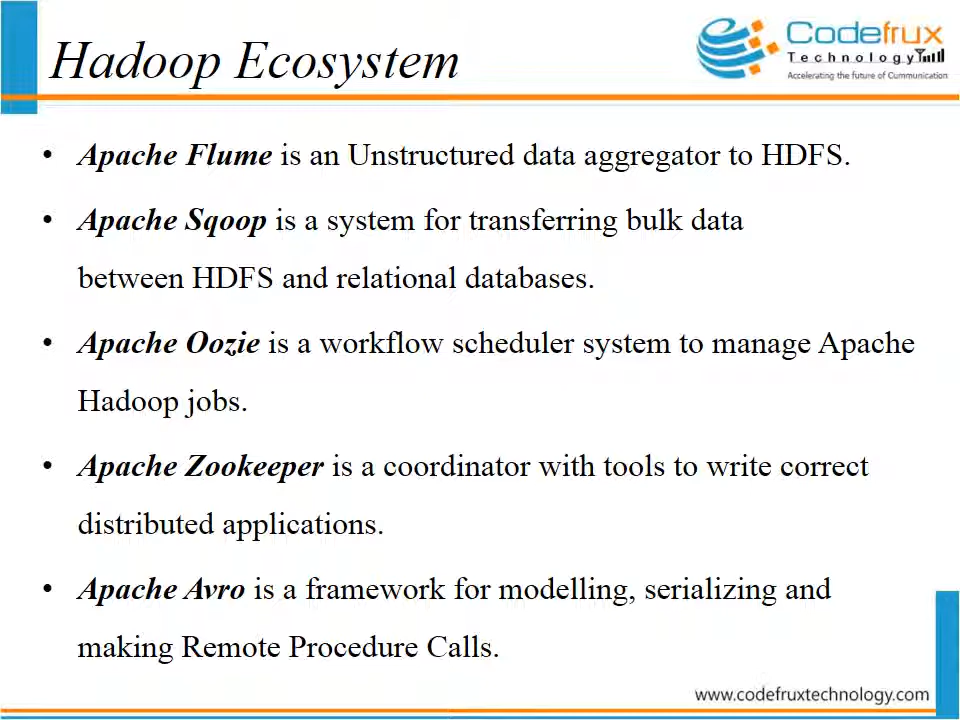 Hadoop Ecosystem
Codefrux
Technology
Accelerating the future of Communication
• Apache Flume is an Unstructured data aggregator to HDFS.
• Apache Sqoop is a system for transferring bulk data
between HDFS and relational databases.
• Apache Oozie is a workflow scheduler system to manage Apache
Hadoop jobs.
• Apache Zookeeper is a coordinator with tools to write correct
distributed applications.
• Apache Avro is a framework for modelling, serializing and
making Remote Procedure Calls.
www.codefruxtechnology.com